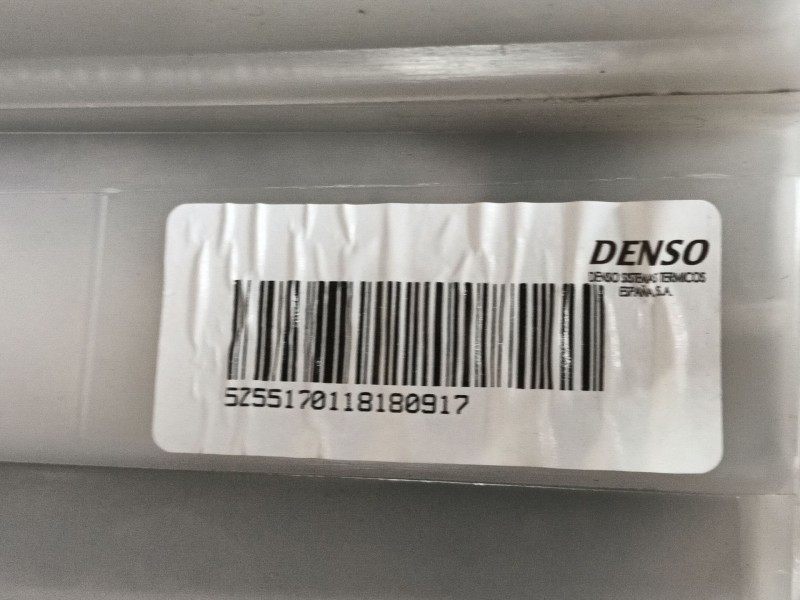 DENSO
DENSO SISTEMAS TERMICOS
ESPAÑA,S.A.
5Z55170118180917